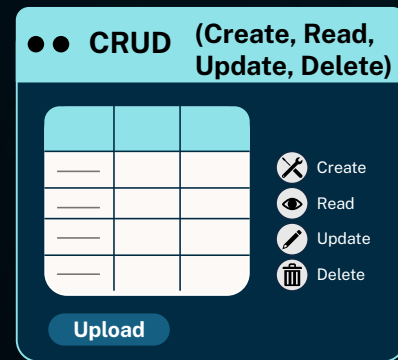 CRUD (Create, Read,
Update, Delete)
Create
Read
Update
Delete
Upload